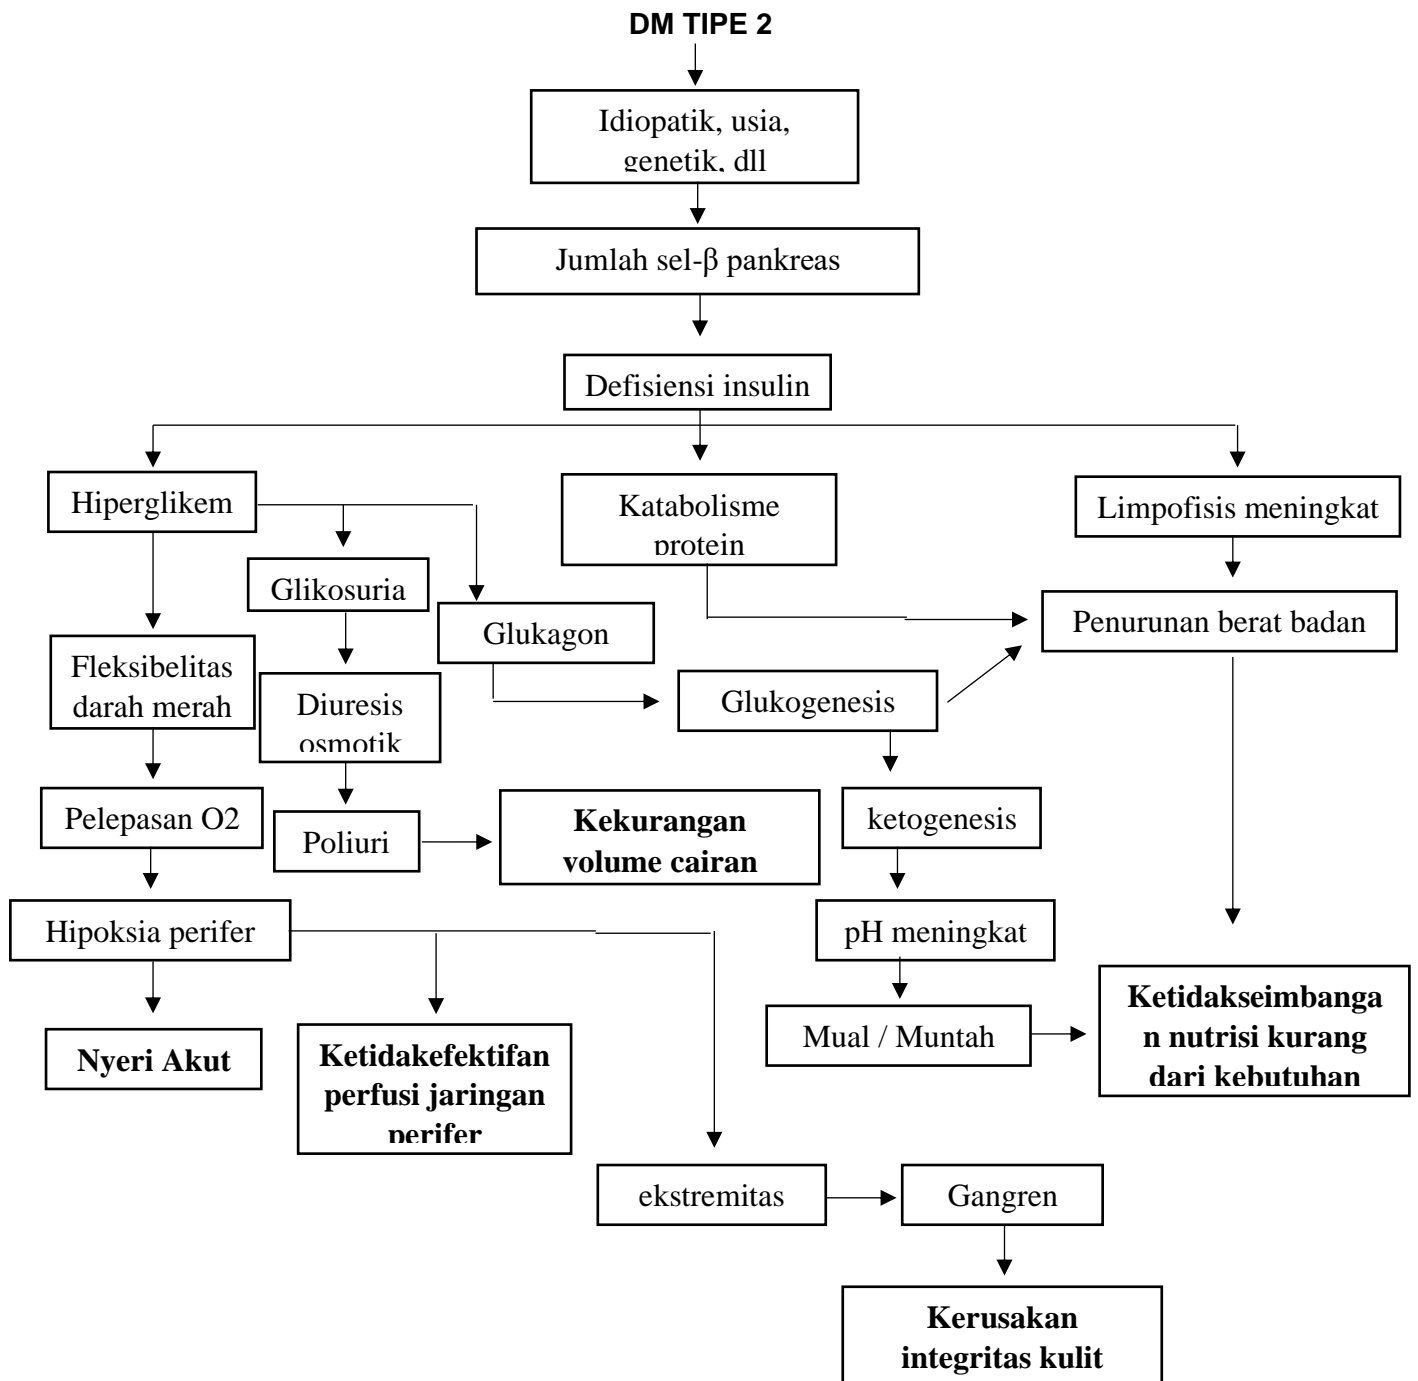 DM TIPE 2
Idiopatik, usia,
genetik, dll
Jumlah sel-β pankreas
Defisiensi insulin
Hiperglikem
Katabolisme
protein
Limpofisis meningkat
Glikosuria
Glukagon
Penurunan berat badan
Fleksibelitas
darah merah
Diuresis
osmotik
Glukogenesis
Pelepasan O2
Poliuri
Kekurangan
volume cairan
ketogenesis
Hipoksia perifer
pH meningkat
Nyeri Akut
Ketidakefektifan
perfusi jaringan
perifer
Mual / Muntah
Ketidakseimbanga
n nutrisi kurang
dari kebutuhan
ekstremitas
Gangren
Kerusakan
integritas kulit